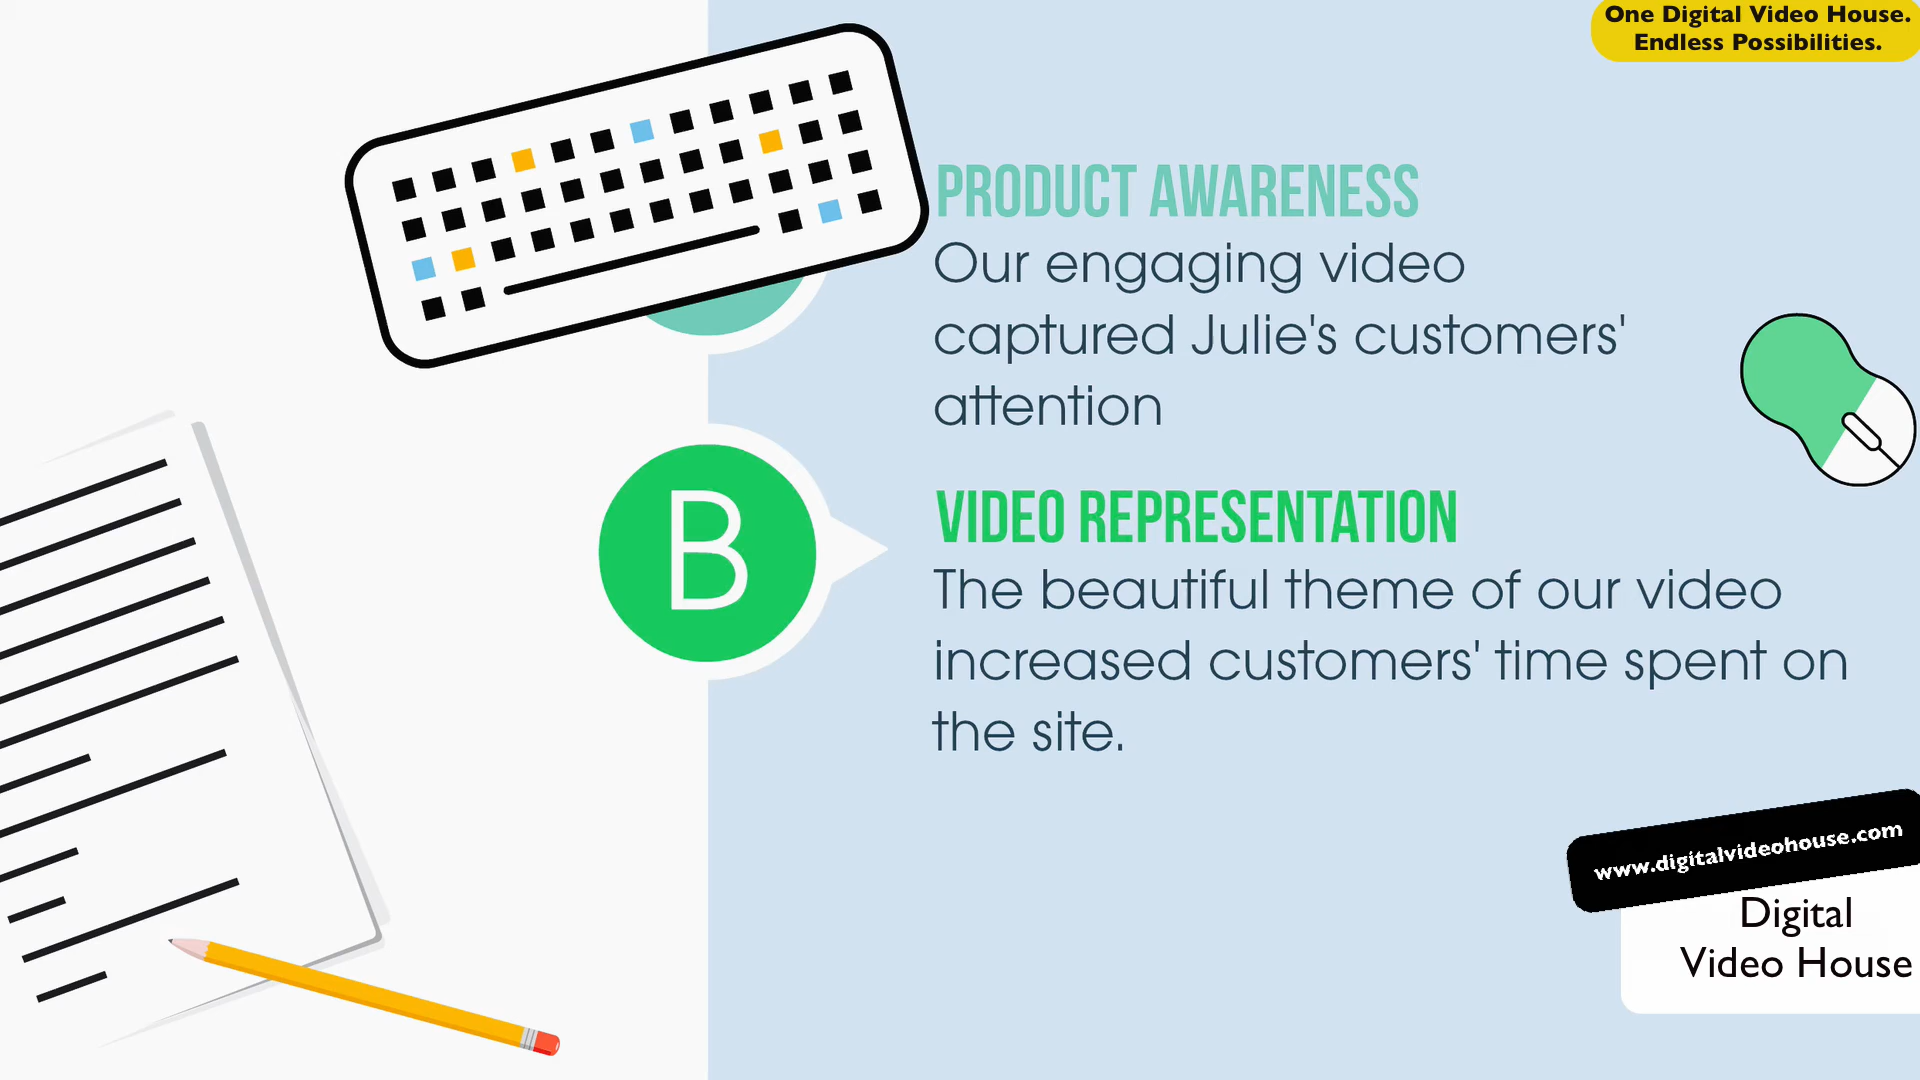 One Digital Video House.
Endless Possibilities.
PRODUCT AWARENESS
Our engaging video
captured Julie's customers'
attention
B
VIDEO REPRESENTATION
The beautiful theme of our video
increased customers' time spent on
the site.
www.digitalvideohouse.com
Digital
Video House